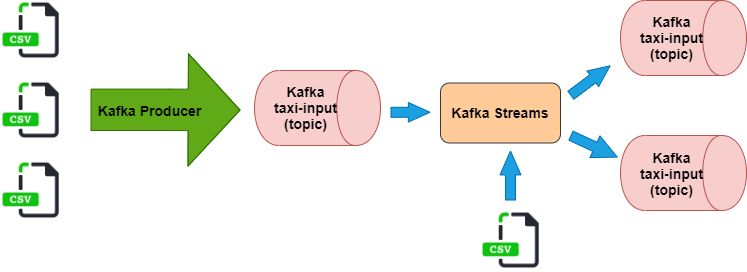 CSV
CSV
CSV
Kafka Producer
Kafka
taxi-input
(topic)
Kafka Streams
CSV
Kafka
taxi-input
(topic)
Kafka
taxi-input
(topic)